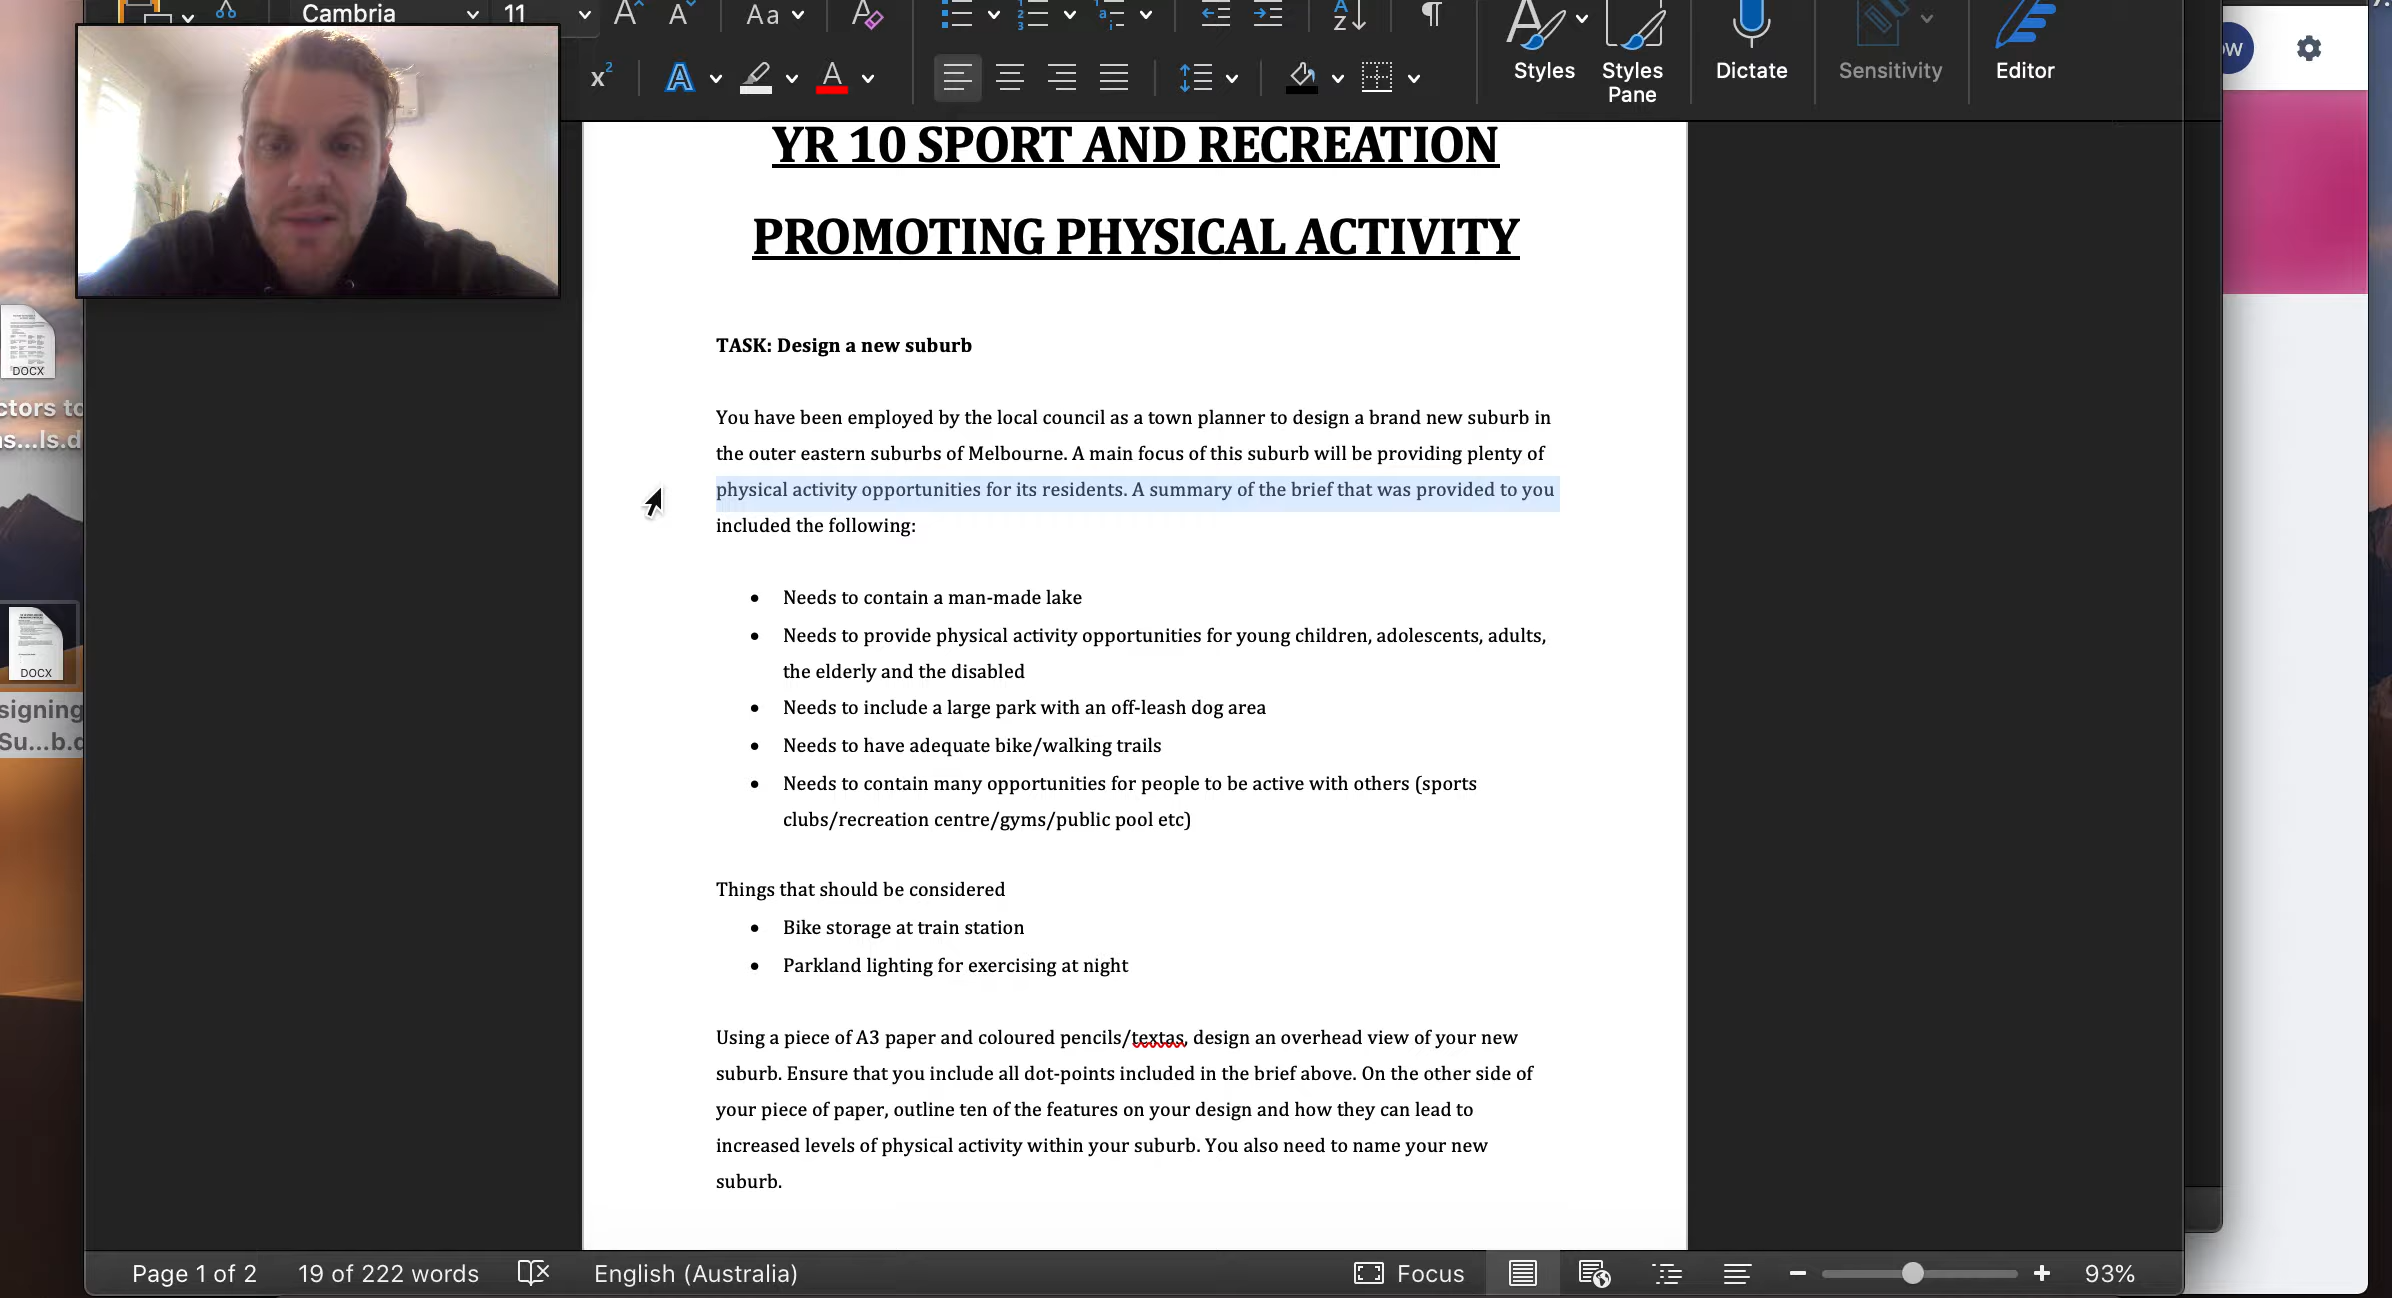 Cambria
11
Aa
Styles
Styles
Pane
Dictate
Sensitivity
Editor
YR 10 SPORT AND RECREATION
PROMOTING PHYSICAL ACTIVITY
TASK: Design a new suburb
You have been employed by the local council as a town planner to design a brand new suburb in
the outer eastern suburbs of Melbourne. A main focus of this suburb will be providing plenty of
physical activity opportunities for its residents. A summary of the brief that was provided to you
included the following:
• Needs to contain a man-made lake
• Needs to provide physical activity opportunities for young children, adolescents, adults,
the elderly and the disabled
• Needs to include a large park with an off-leash dog area
• Needs to have adequate bike/walking trails
• Needs to contain many opportunities for people to be active with others (sports
clubs/recreation centre/gyms/public pool etc)
Things that should be considered
• Bike storage at train station
• Parkland lighting for exercising at night
Using a piece of A3 paper and coloured pencils/textas, design an overhead view of your new
suburb. Ensure that you include all dot-points included in the brief above. On the other side of
your piece of paper, outline ten of the features on your design and how they can lead to
increased levels of physical activity within your suburb. You also need to name your new
suburb.
DOCX
ctors to
DOCX
signing
Su...b.d
Page 1 of 2
19 of 222 words
English (Australia)
Focus
93%